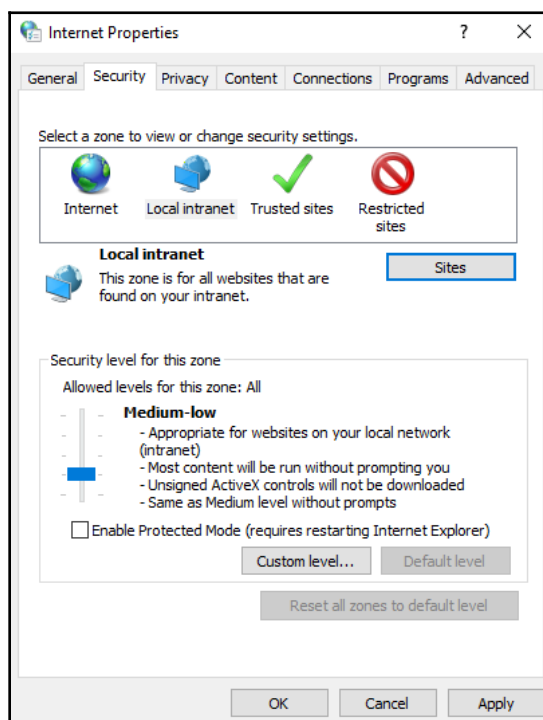 Internet Properties
?
General Security Privacy Content Connections Programs Advanced
Select a zone to view or change security settings.
Internet Local intranet Trusted sites Restricted
sites
Local intranet
This zone is for all websites that are
found on your intranet.
Sites
Security level for this zone
Allowed levels for this zone: All
Medium-low
- Appropriate for websites on your local network
(intranet)
- Most content will be run without prompting you
- Unsigned ActiveX controls will not be downloaded
- Same as Medium level without prompts
Enable Protected Mode (requires restarting Internet Explorer)
Custom level... Default level
Reset all zones to default level
OK Cancel Apply